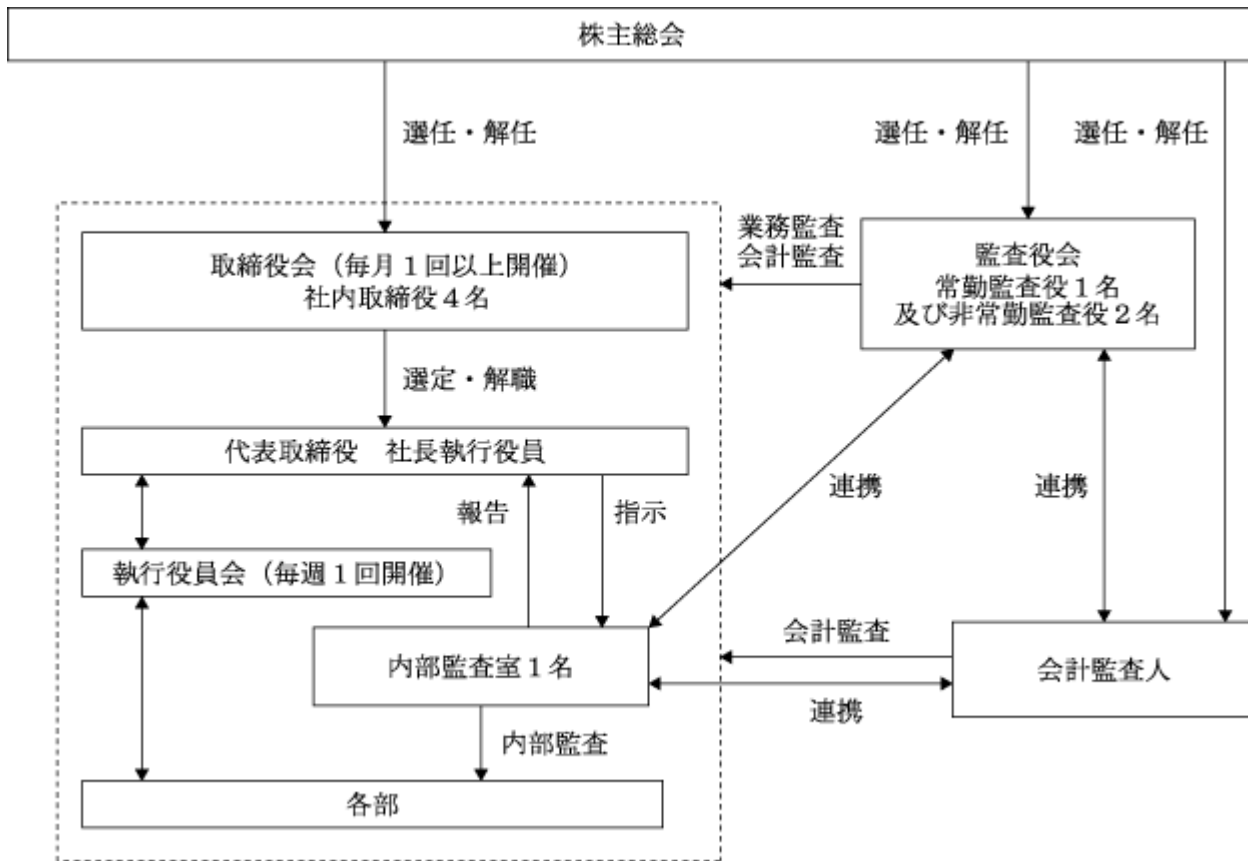 株主総会
選任・解任
選任・解任
選任・解任
取締役会（毎月１回以上開催）
社内取締役４名
業務監査
会計監査
監査役会
常勤監査役１名
及び非常勤監査役２名
選定・解職
代表取締役　社長執行役員
報告
指示
連携
連携
執行役員会（毎週１回開催）
内部監査室１名
会計監査
連携
会計監査人
内部監査
各部